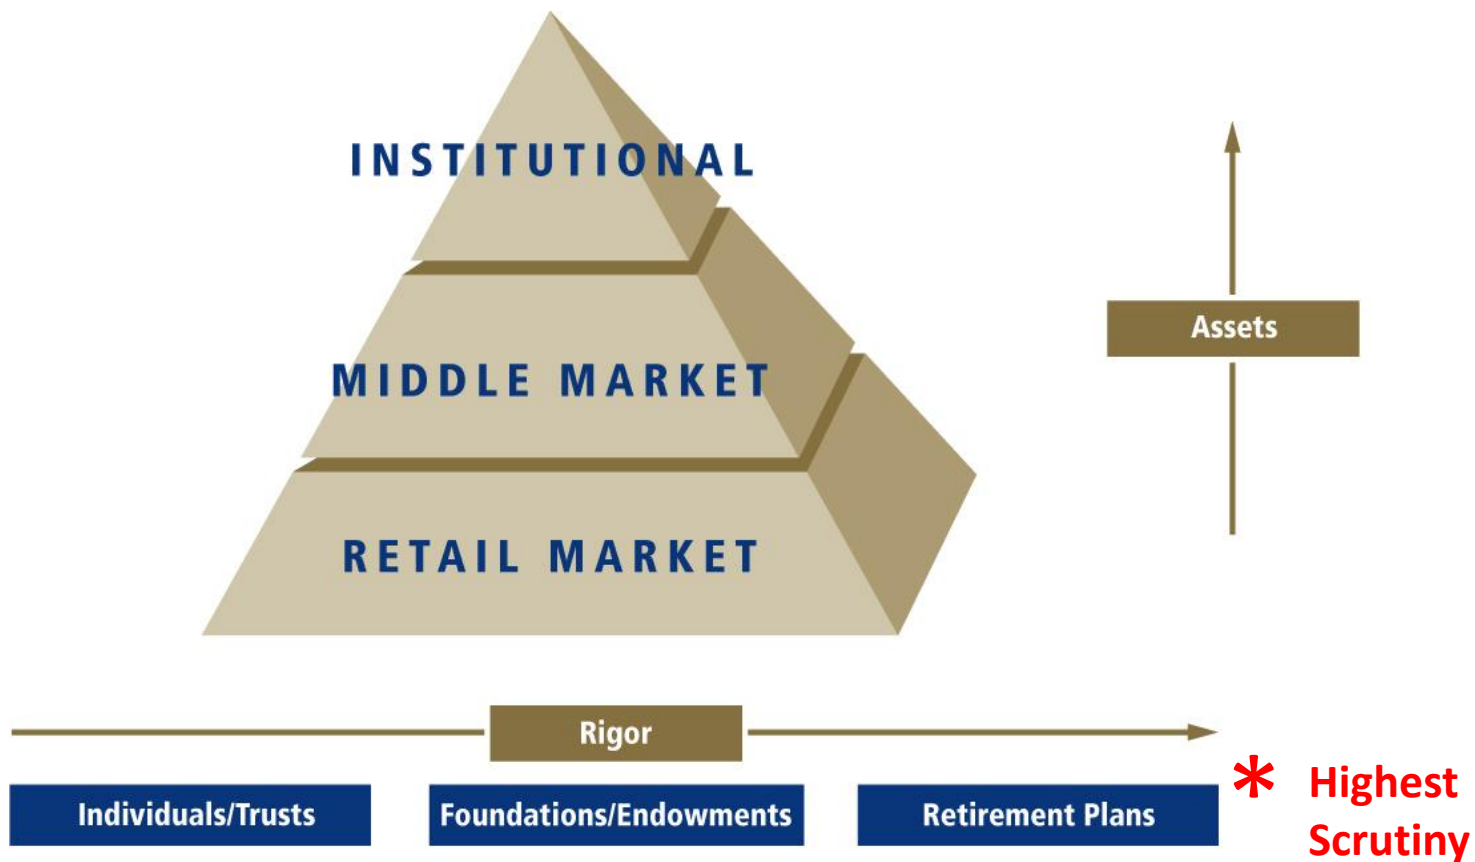 INSTITUTIONAL
MIDDLE MARKET
RETAIL MARKET
Assets
Rigor
Individuals/Trusts
Foundations/Endowments
Retirement Plans
* Highest
Scrutiny